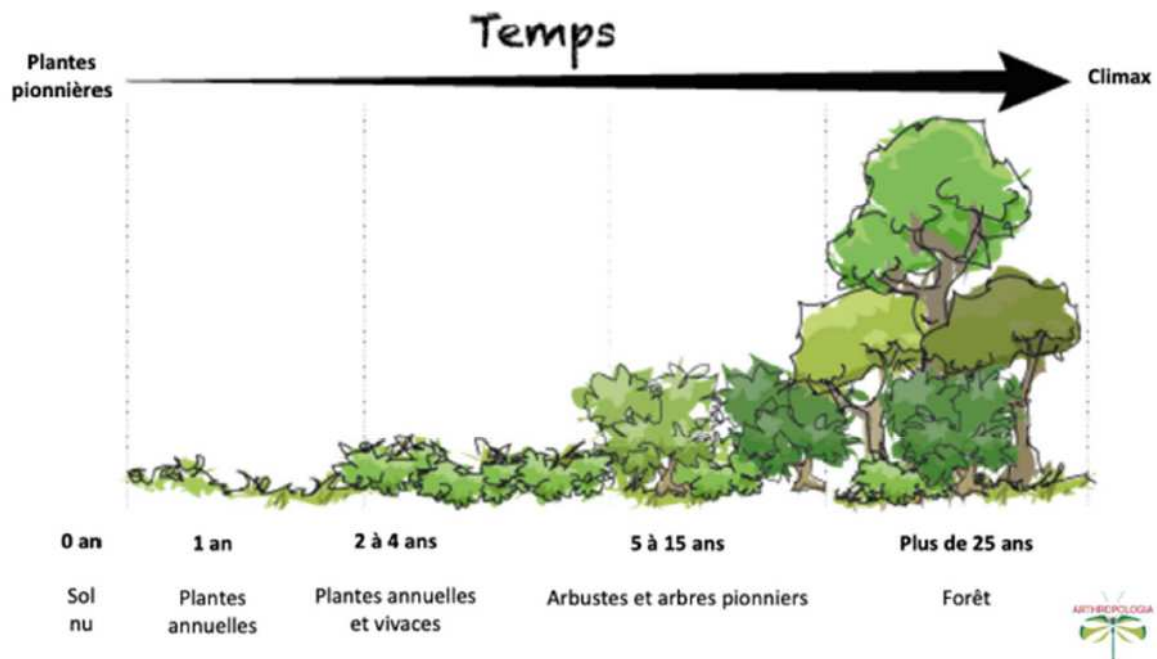 Temps
Plantes
pionnières
Climax
0 an
1 an
2 à 4 ans
5 à 15 ans
Plus de 25 ans
Sol
nu
Plantes
annuelles
Plantes annuelles
et vivaces
Arbustes et arbres pionniers
Forêt
ARTHROPOLOGIA